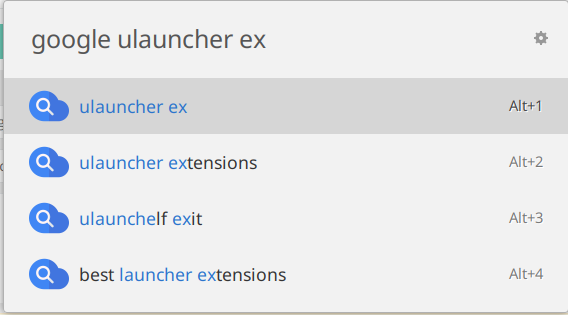 google ulauncher ex
ulauncher ex Alt+1
ulauncher extensions Alt+2
ulaunchelf exit Alt+3
best launcher extensions Alt+4